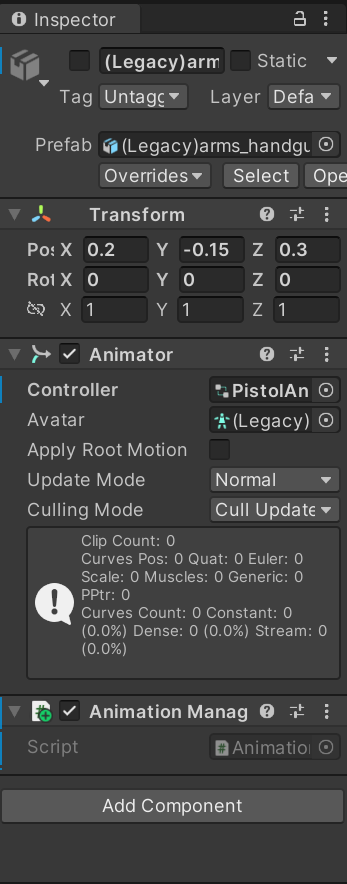 Inspector
(Legacy)arm Static
Tag Untagg Layer Defa
Prefab (Legacy)arms_handgu
Overrides Select Ope
Transform
Pos X 0.2 Y -0.15 Z 0.3
Rot X 0 Y 0 Z 0
X 1 Y 1 Z 1
Animator
Controller PistolAn
Avatar (Legacy)
Apply Root Motion
Update Mode Normal
Culling Mode Cull Update
Clip Count: 0
Curves Pos: 0 Quat: 0 Euler: 0
Scale: 0 Muscles: 0 Generic: 0
PPtr: 0
Curves Count: 0 Constant: 0
(0.0%) Dense: 0 (0.0%) Stream: 0
(0.0%)
Animation Manag
Script Animation
Add Component